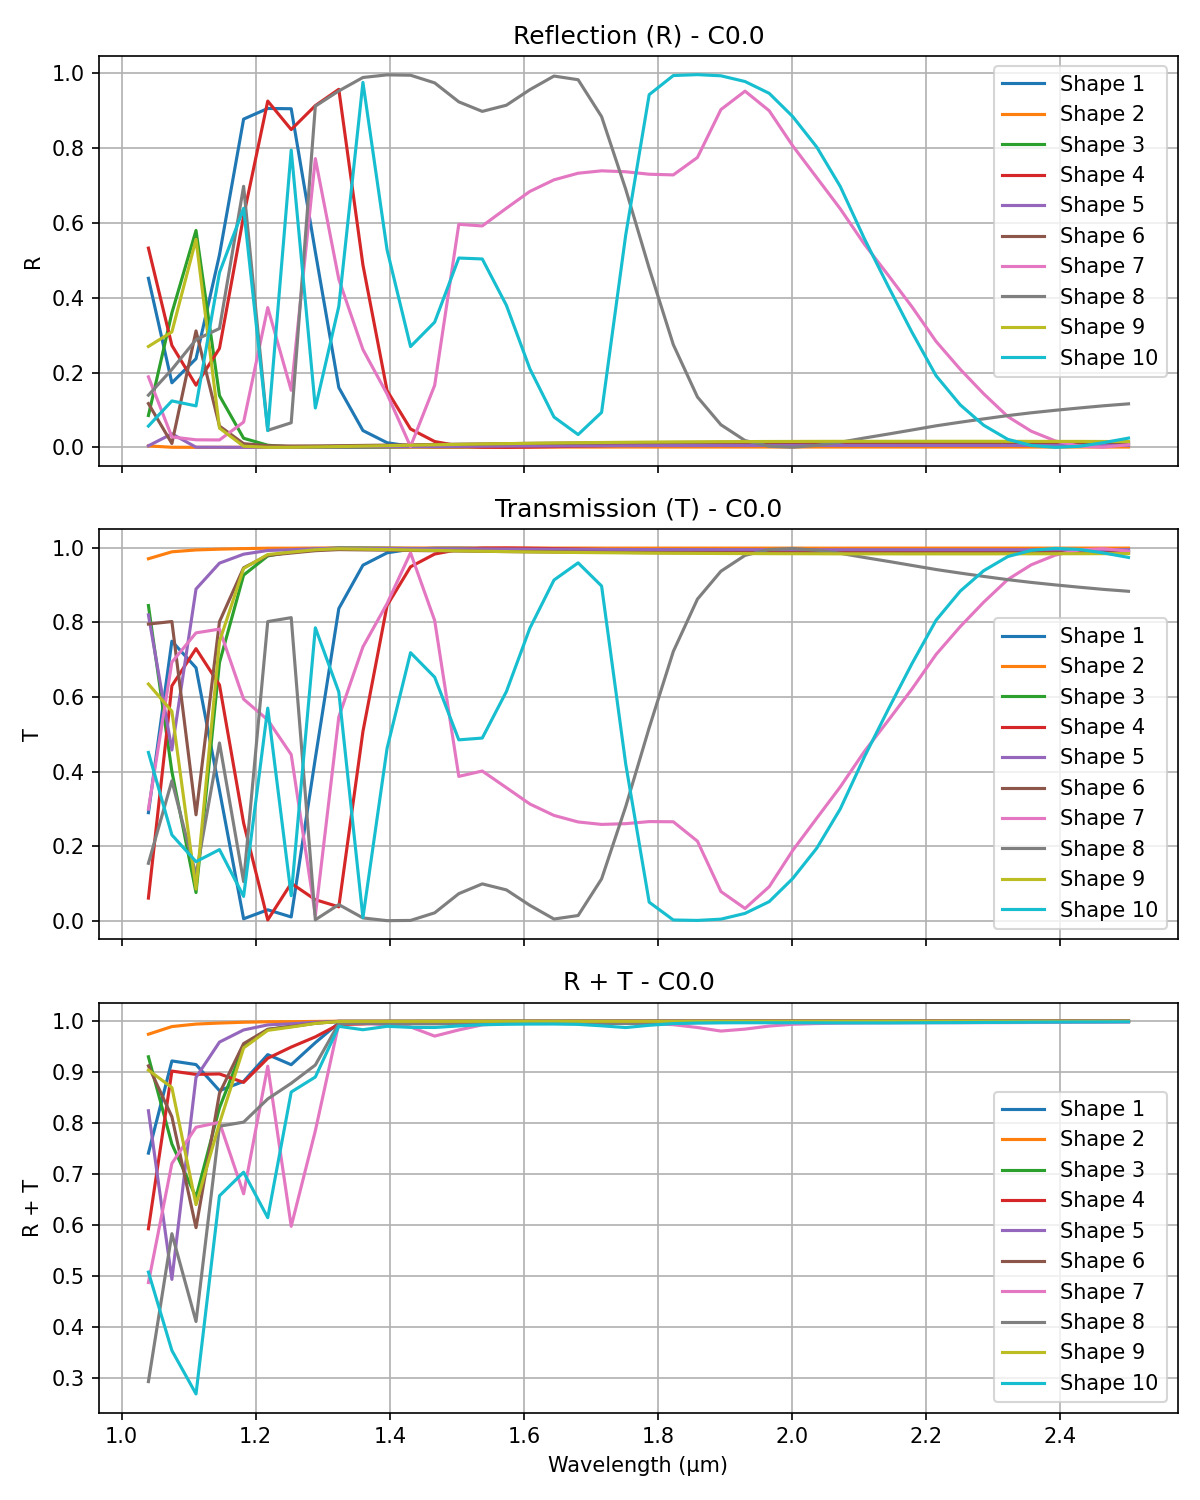 Reflection (R) - C0.0
1.0
0.8
0.6
0.4
0.2
0.0
R
Shape 1
Shape 2
Shape 3
Shape 4
Shape 5
Shape 6
Shape 7
Shape 8
Shape 9
Shape 10
Transmission (T) - C0.0
1.0
0.8
0.6
0.4
0.2
0.0
T
Shape 1
Shape 2
Shape 3
Shape 4
Shape 5
Shape 6
Shape 7
Shape 8
Shape 9
Shape 10
R + T - C0.0
1.0
0.9
0.8
0.7
0.6
0.5
0.4
0.3
R + T
Shape 1
Shape 2
Shape 3
Shape 4
Shape 5
Shape 6
Shape 7
Shape 8
Shape 9
Shape 10
1.0 1.2 1.4 1.6 1.8 2.0 2.2 2.4
Wavelength (μm)